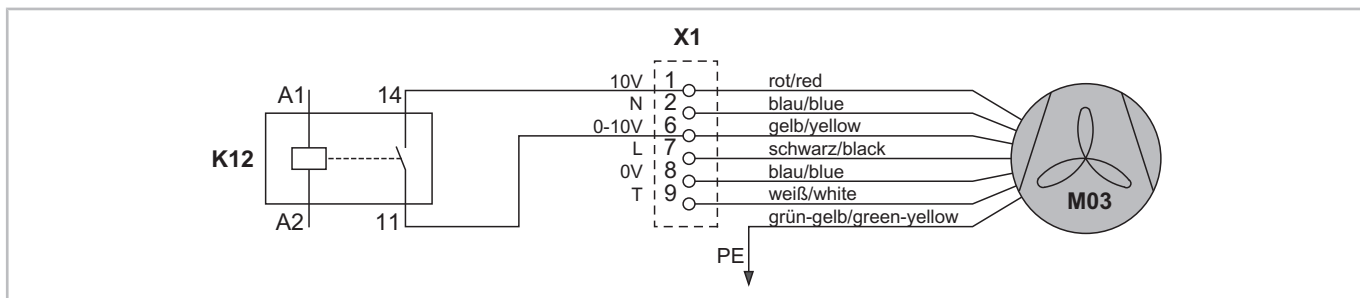 X1
10V 1 rot/red
A1 14 N 2 blau/blue
0-10V 6 gelb/yellow
K12 L 7 schwarz/black
0V 8 blau/blue
T 9 weiß/white
M03
A2 11 grün-gelb/green-yellow
PE